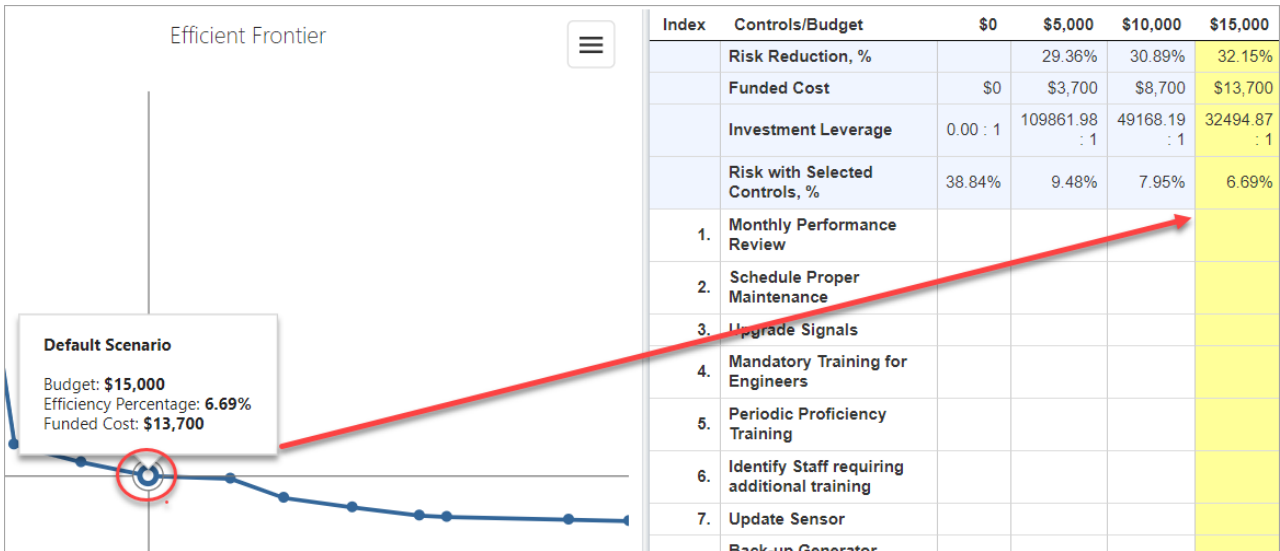 Efficient Frontier
Default Scenario
Budget: $15,000
Efficiency Percentage: 6.69%
Funded Cost: $13,700
Index Controls/Budget $0 $5,000 $10,000 $15,000
Risk Reduction, % 29.36% 30.89% 32.15%
Funded Cost $0 $3,700 $8,700 $13,700
Investment Leverage 0.00 : 1 109861.98 : 1 49168.19 : 1 32494.87 : 1
Risk with Selected
Controls, % 38.84% 9.48% 7.95% 6.69%
1. Monthly Performance
Review
2. Schedule Proper
Maintenance
3. Upgrade Signals
4. Mandatory Training for
Engineers
5. Periodic Proficiency
Training
6. Identify Staff requiring
additional training
7. Update Sensor
Back-up Generator